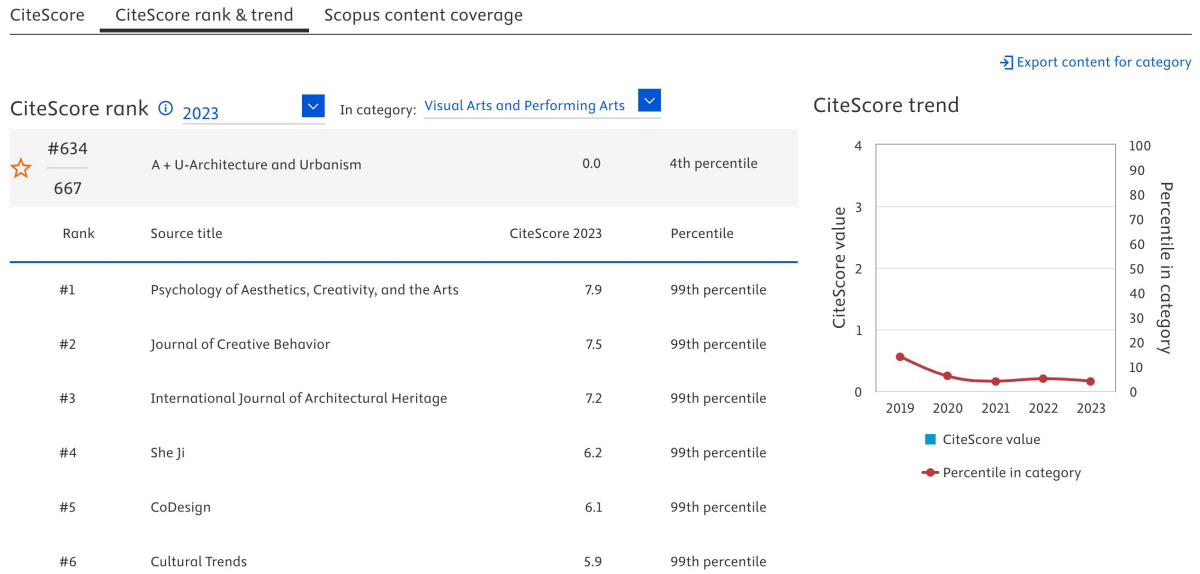 CiteScore CiteScore rank & trend Scopus content coverage
Export content for category
CiteScore rank 2023 In category: Visual Arts and Performing Arts
#634
667
A + U-Architecture and Urbanism 0.0 4th percentile
Rank Source title CiteScore 2023 Percentile
#1 Psychology of Aesthetics, Creativity, and the Arts 7.9 99th percentile
#2 Journal of Creative Behavior 7.5 99th percentile
#3 International Journal of Architectural Heritage 7.2 99th percentile
#4 She Ji 6.2 99th percentile
#5 CoDesign 6.1 99th percentile
#6 Cultural Trends 5.9 99th percentile
CiteScore trend
CiteScore value
4
3
2
1
0
100
90
80
70
60
50
40
30
20
10
0
Percentile in category
2019 2020 2021 2022 2023
CiteScore value
Percentile in category